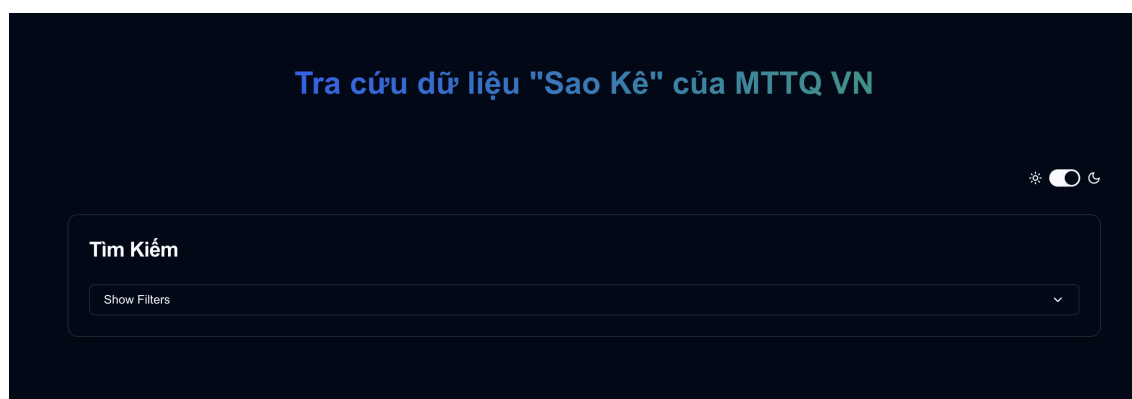 Tra cứu dữ liệu "Sao Kê" của MTTQ VN
Tìm Kiếm
Show Filters